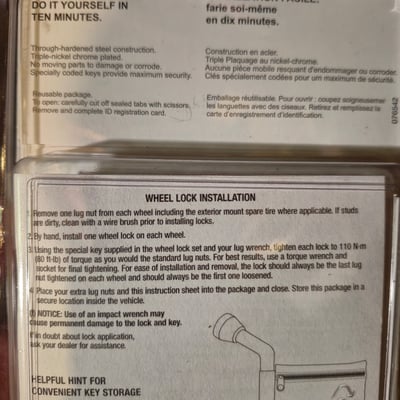 DO IT YOURSELF IN
TEN MINUTES.
farie soi-même
en dix minutes.
Through-hardened steel construction.
Triple-nickel chrome plated.
No moving parts to damage or corrode.
Specially coded keys provide maximum security.
Construction en acier.
Triple Plaquage au nickel-chrome.
Aucune pièce mobile resquant d'endommager ou corroder.
Clés spécialement codées pour um maximum de sécurité.
Reusable package.
To open: carefully cut off sealed tabs with scissors.
Remove and complete ID registration card.
Emballage réutilisable. Pour ouvrir : coupez soigneusement
les languettes avec des ciseaux. Retirez et remplissez la
carte d'enregistrement d'identification.
076542
WHEEL LOCK INSTALLATION
1. Remove one lug nut from each wheel including the exterior mount spare tire where applicable. If studs
are dirty, clean with a wire brush prior to installing locks.
2. By hand, install one wheel lock on each wheel.
3. Using the special key supplied in the wheel lock set and your lug wrench, tighten each lock to 110 N·m
(80 ft·lb) of torque as you would the standard lug nuts. For best results, use a torque wrench and
socket for final tightening. For ease of installation and removal, the lock should always be the last lug
nut tightened on each wheel and should always be the first one loosened.
4. Place your extra lug nuts and this instruction sheet into the package and close. Store this package in a
secure location inside the vehicle.
NOTICE: Use of an impact wrench may
cause permanent damage to the lock and key.
If in doubt about lock application,
ask your dealer for assistance.
HELPFUL HINT FOR
CONVENIENT KEY STORAGE